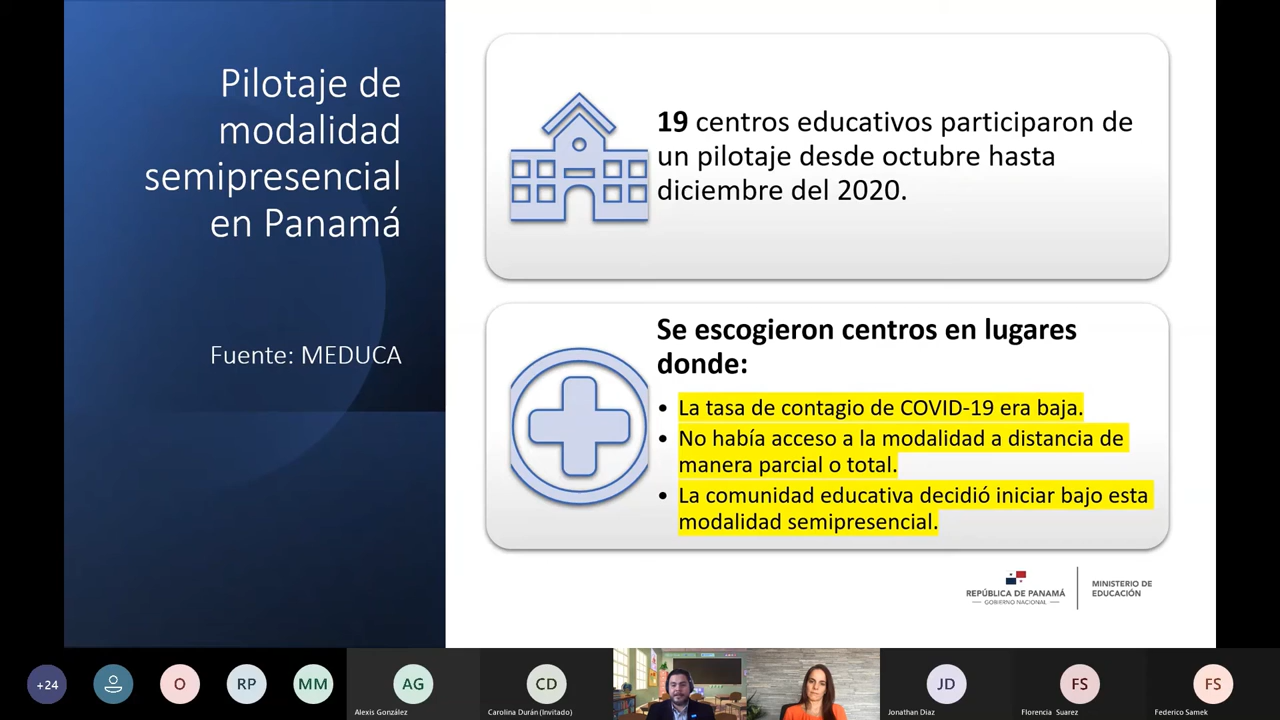 Pilotaje de
modalidad
semipresencial
en Panamá
Fuente: MEDUCA
19 centros educativos participaron de
un pilotaje desde octubre hasta
diciembre del 2020.
Se escogieron centros en lugares
donde:
• La tasa de contagio de COVID-19 era baja.
• No había acceso a la modalidad a distancia de
manera parcial o total.
• La comunidad educativa decidió iniciar bajo esta
modalidad semipresencial.
REPÚBLICA DE PANAMÁ
— GOBIERNO NACIONAL —
MINISTERIO DE
EDUCACIÓN
+24
O
RP
MM
AG
CD
JD
FS
FS
Alexis González
Carolina Durán (Invitado)
Jonathan Diaz
Florencia Suarez
Federico Samek